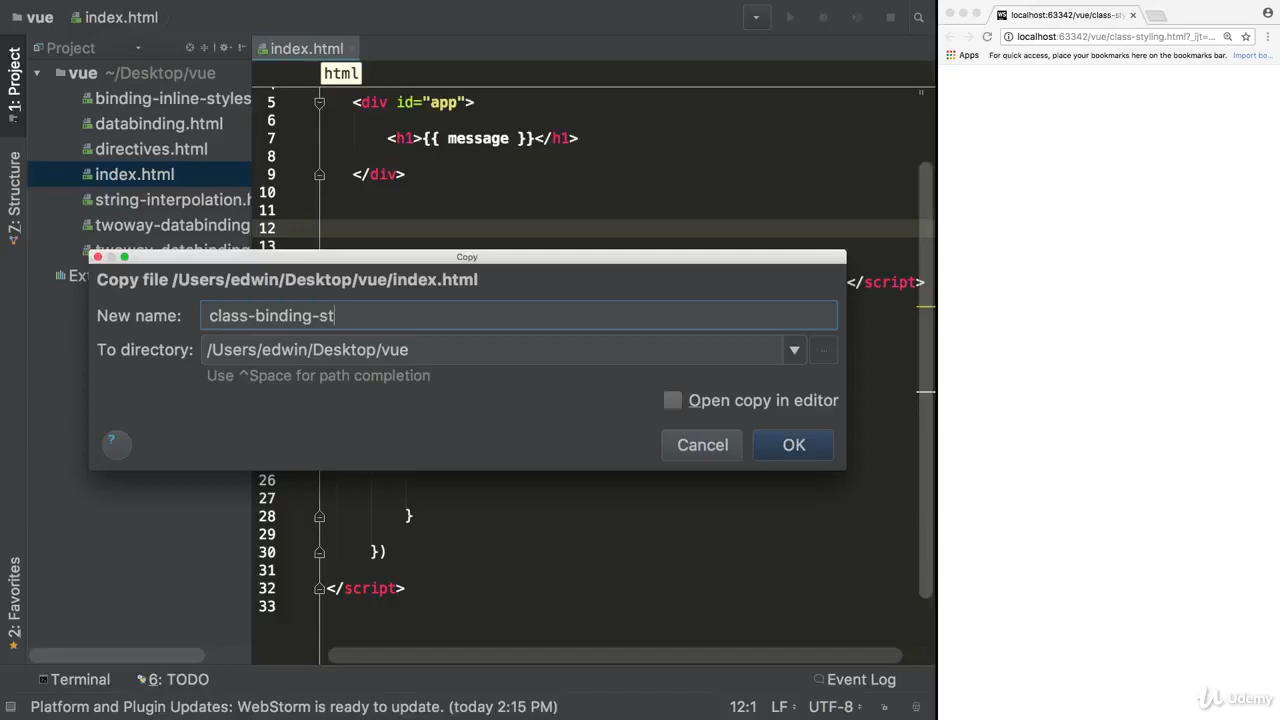 vue
index.html
localhost:63342/vue/class-sty
localhost:63342/vue/class-styling.html?_ijt=...
Apps
For quick access, place your bookmarks here on the bookmarks bar.
Import bo...
1: Project
Z: Structure
2: Favorites
Project
vue ~/Desktop/vue
binding-inline-styles
databinding.html
directives.html
index.html
string-interpolation.h
twoway-databinding
twoway-databinding
Ext
index.html
html
5 <div id="app">
6
7 <h1>{{ message }}</h1>
8
9 </div>
10
11
12
13
</script>
Copy
Copy file /Users/edwin/Desktop/vue/index.html
New name: class-binding-st
To directory: /Users/edwin/Desktop/vue
Use ^Space for path completion
Open copy in editor
?
Cancel
OK
26
27
28 }
29
30 })
31
32 </script>
33
Terminal
6: TODO
Event Log
Platform and Plugin Updates: WebStorm is ready to update. (today 2:15 PM)
12:1
LF
UTF-8
Udemy